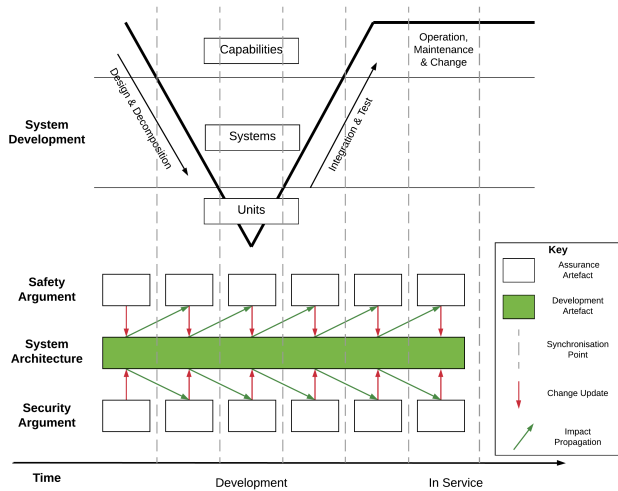 Capabilities
Operation,
Maintenance
& Change
Design & Decomposition
Integration & Test
System
Development
Systems
Units
Key
Assurance
Artefact
Development
Artefact
Synchronisation
Point
Change Update
Impact
Propagation
Safety
Argument
System
Architecture
Security
Argument
Time
Development
In Service